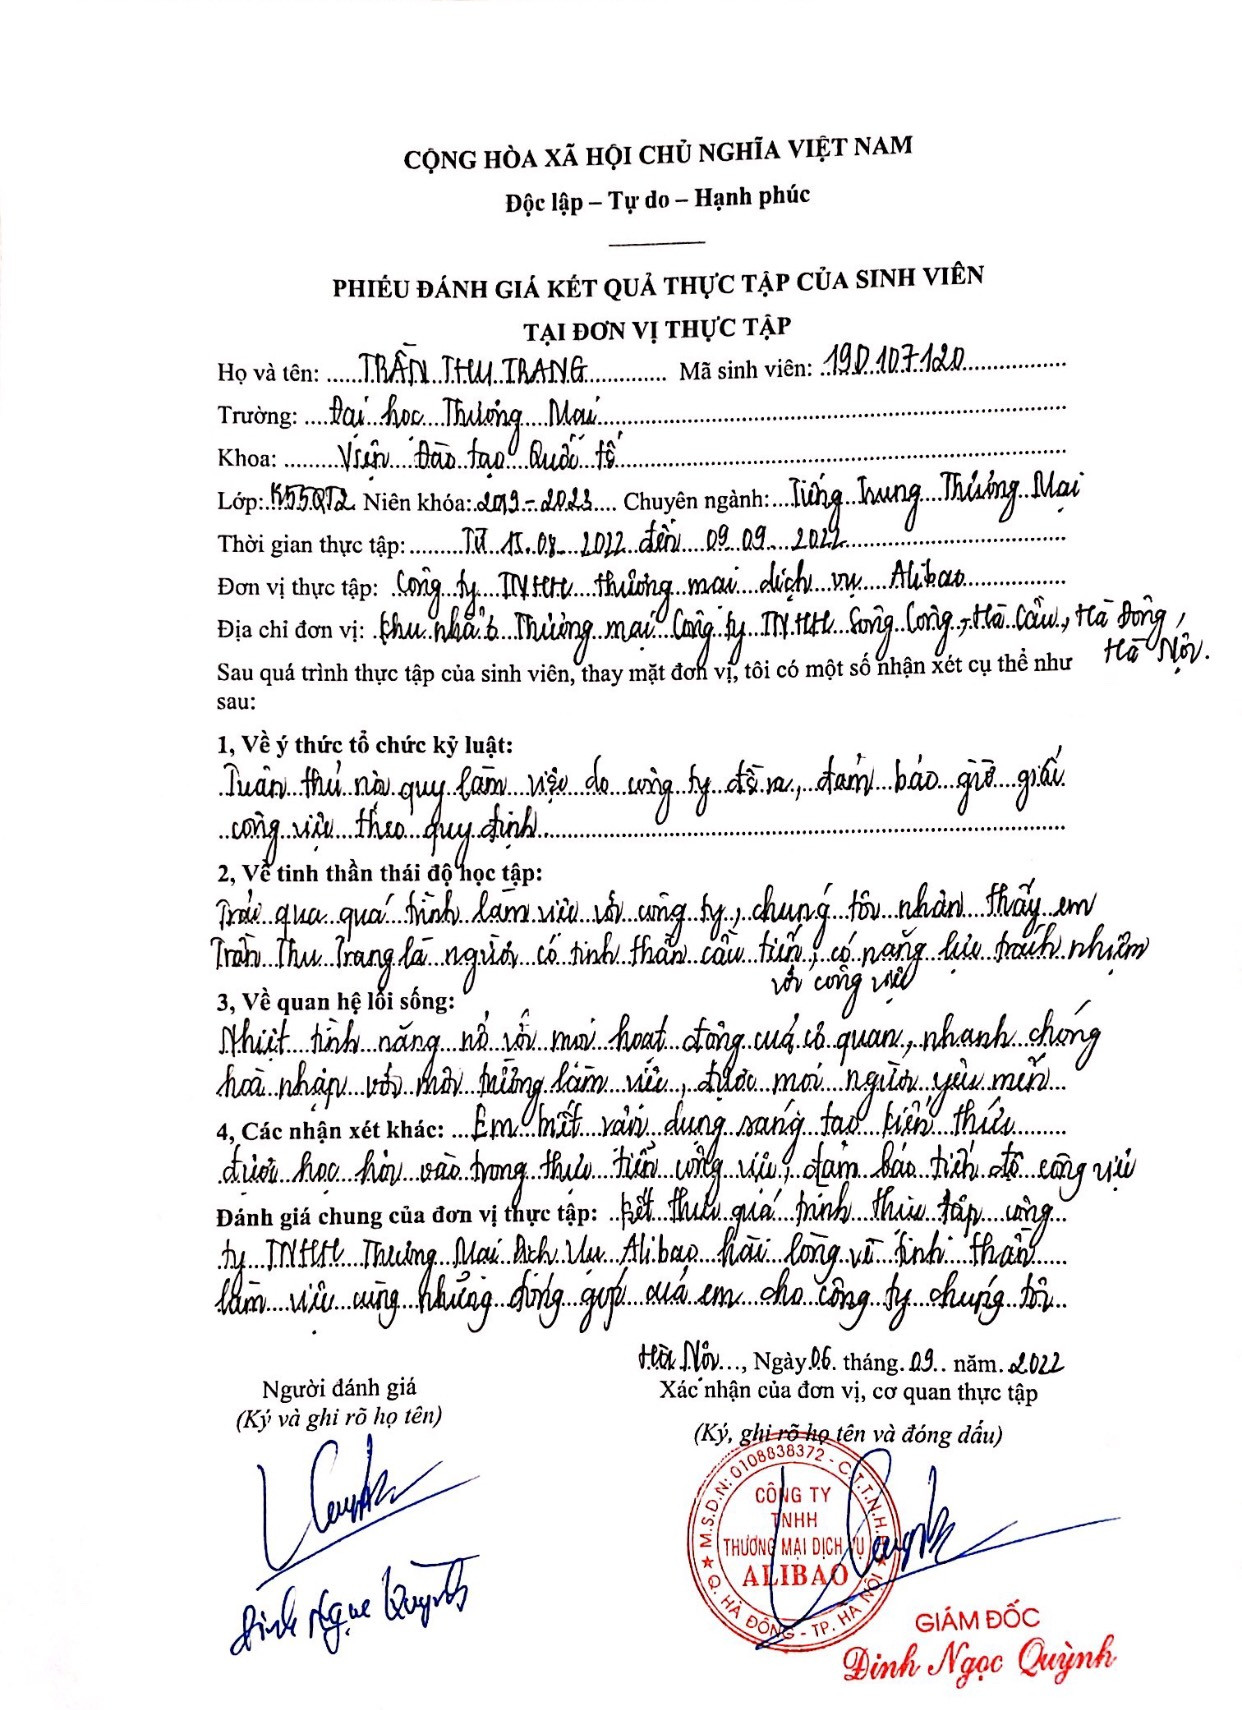 CỘNG HÒA XÃ HỘI CHỦ NGHĨA VIỆT NAM
Độc lập – Tự do – Hạnh phúc
PHIẾU ĐÁNH GIÁ KẾT QUẢ THỰC TẬP CỦA SINH VIÊN
TẠI ĐƠN VỊ THỰC TẬP
Họ và tên: TRẦN THU TRANG Mã sinh viên: 19D107120
Trường: Đại học Thương Mại
Khoa: Viện Đào tạo Quốc tế
Lớp: K55QT2 Niên khóa: 2019 - 2023 Chuyên ngành: Tiếng Trung Thương Mại
Thời gian thực tập: Từ 15.08 2022 đến 09 09 2022
Đơn vị thực tập: Công ty TNHH thương mại dịch vụ Alibao
Địa chỉ đơn vị: Khu nhà Thương mại Công ty TNHH Song Công, Hà Cầu, Hà Đông,
Hà Nội.
Sau quá trình thực tập của sinh viên, thay mặt đơn vị, tôi có một số nhận xét cụ thể như
sau:
1, Về ý thức tổ chức kỷ luật:
Tuân thủ quy làm việc do công ty đề ra, đảm bảo giờ giấc
công việc theo quy định
2, Về tinh thần thái độ học tập:
Trải qua quá trình làm việc với công ty, chúng tôi nhận thấy em
Trần Thu Trang là người có tinh thần cầu tiến, có năng lực trách nhiệm
với công việc
3, Về quan hệ lối sống:
Nhiệt tình năng nổ với mọi hoạt động của cơ quan, nhanh chóng
hoà nhập với môi trường làm việc, được mọi người yêu mến
4, Các nhận xét khác: Em biết vận dụng sáng tạo kiến thức
được học hỏi vào trong thực tiễn công việc, đảm bảo tiến độ công việc
Đánh giá chung của đơn vị thực tập: Kết thúc quá trình thực tập công
ty TNHH Thương Mại Dịch Vụ Alibao hài lòng về tinh thần
làm việc cũng những đóng góp của em cho công ty chúng tôi
Hà Nội, Ngày 06 tháng 09 năm 2022
Người đánh giá Xác nhận của đơn vị, cơ quan thực tập
(Ký và ghi rõ họ tên) (Ký, ghi rõ họ tên và đóng dấu)
M.S.D.N: 0108838372 - C.T.T.N.H.H
CÔNG TY
TNHH
THƯƠNG MẠI DỊCH VỤ
ALIBAO
Q. HÀ ĐÔNG - TP. HÀ NỘI
Đinh Ngọc Quỳnh
GIÁM ĐỐC
Đinh Ngọc Quỳnh